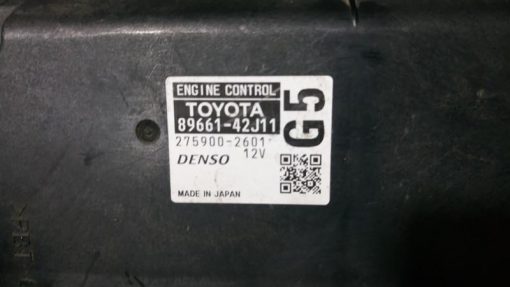 ENGINE CONTROL
TOYOTA
89661-42J11
275900-2601
12V
DENSO
MADE IN JAPAN
G5